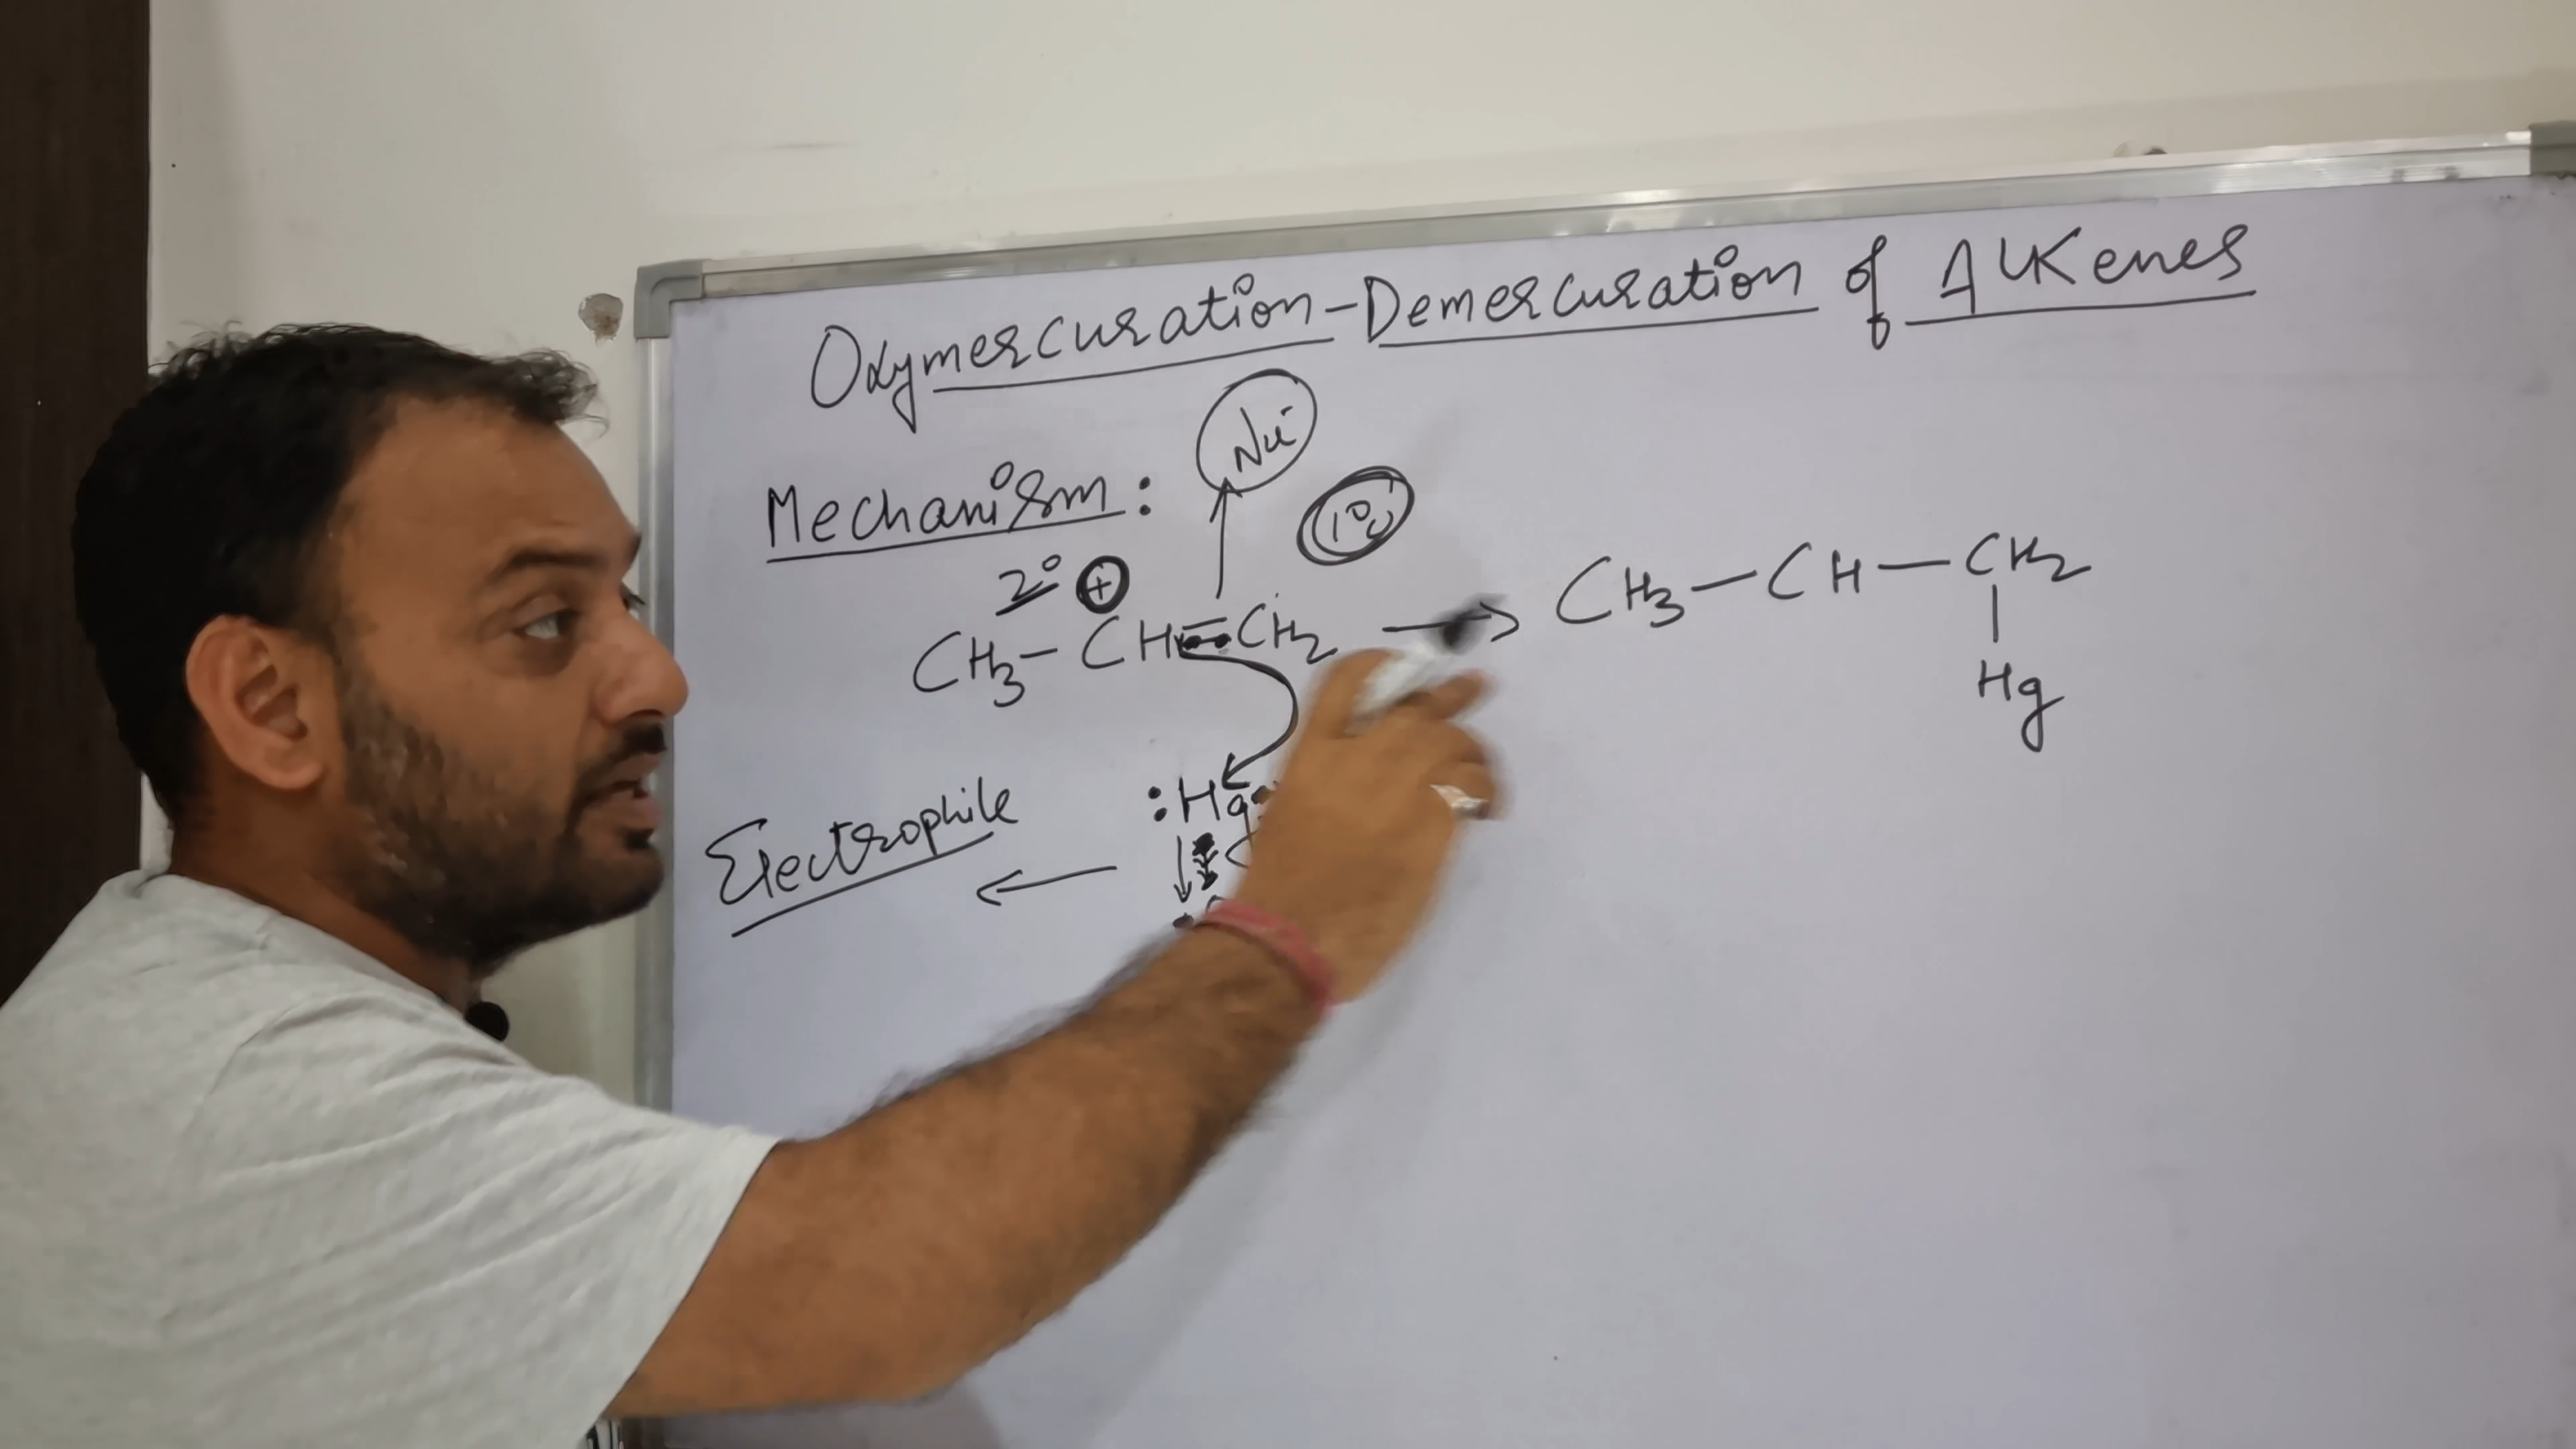 Oxymercuration-Demercuration of Alkenes
Mechanism:
Nu
1°
2° +
CH3-CH=CH2 → CH3-CH-CH2
Hg
Electrophile ← :Hg